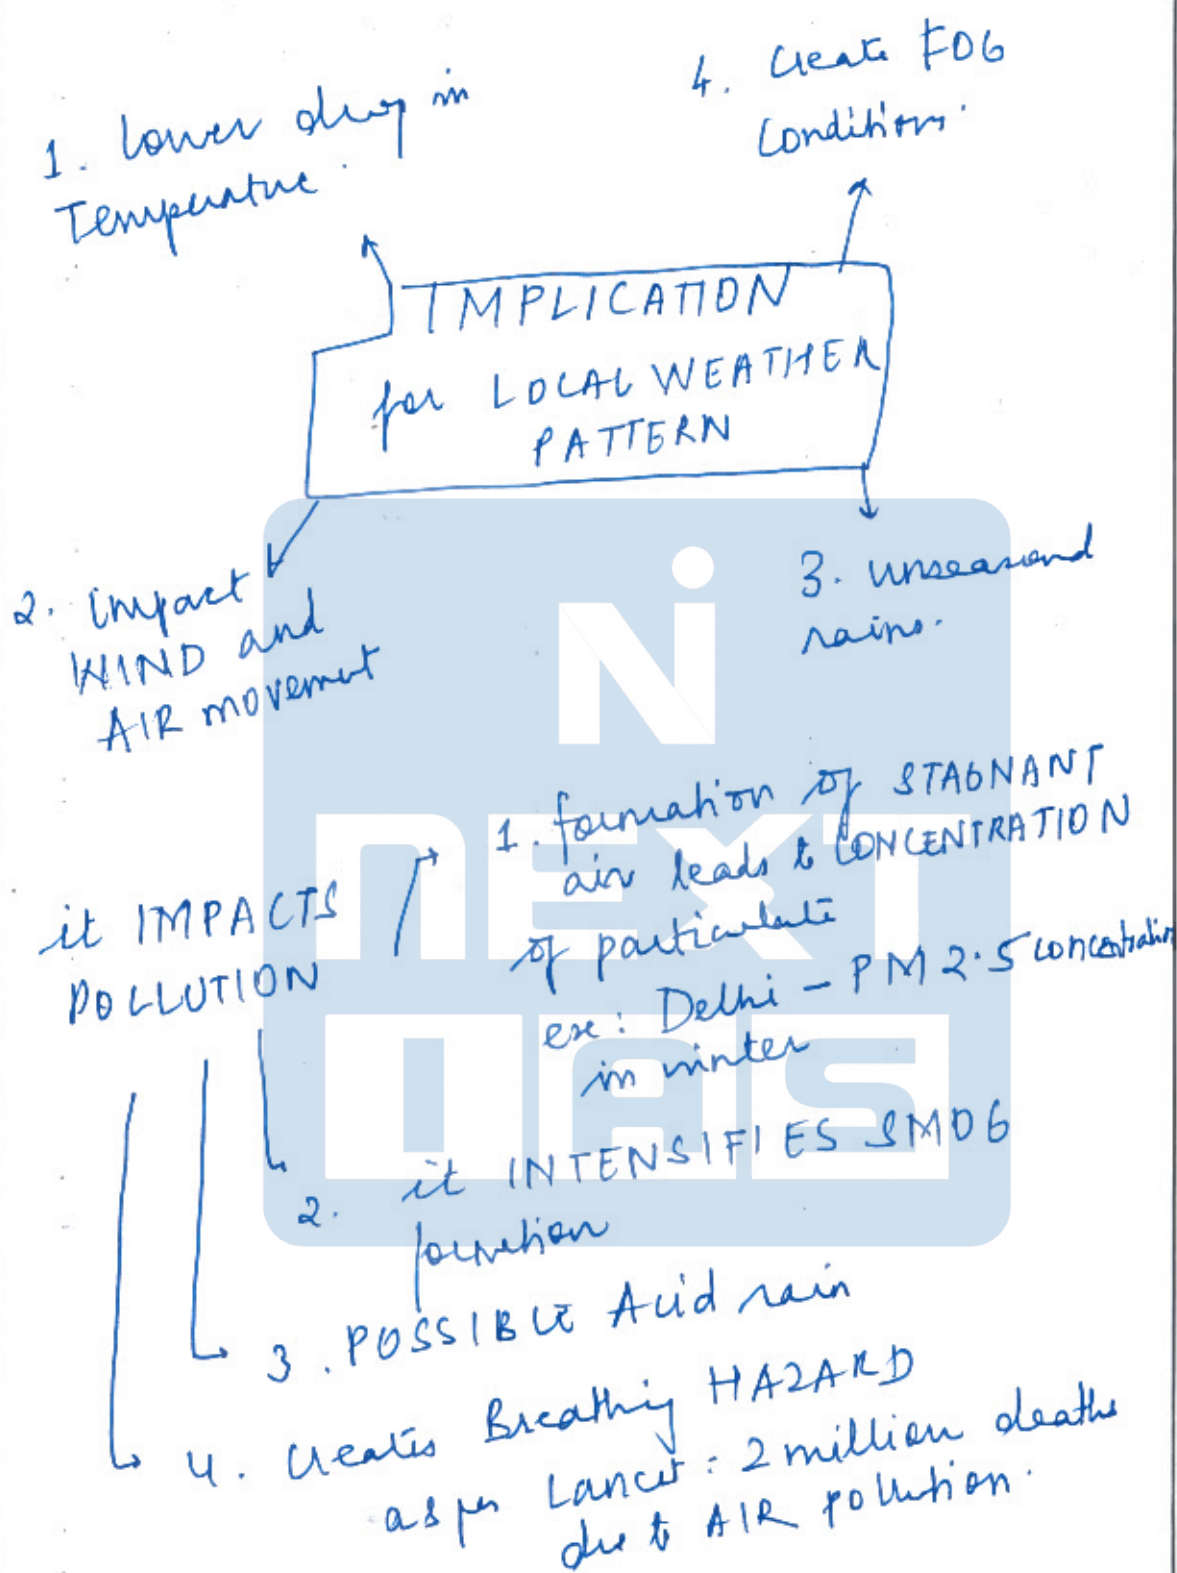 1. lower drop in
Temperature.
4. Create FOG
Conditions.
IMPLICATION
for LOCAL WEATHER
PATTERN
2. impact
WIND and
AIR movement
3. unseasonal
rains.
Ni
NEXT
IAS
it IMPACTS
POLLUTION
1. formation of STAGNANT
air leads to CONCENTRATION
of particulate
ex: Delhi - PM 2.5 concentration
in winter
2. it INTENSIFIES SMOG
formation
3. POSSIBLE Acid rain
4. Creates Breathing HAZARD
as per Lancet: 2 million deaths
due to AIR pollution.